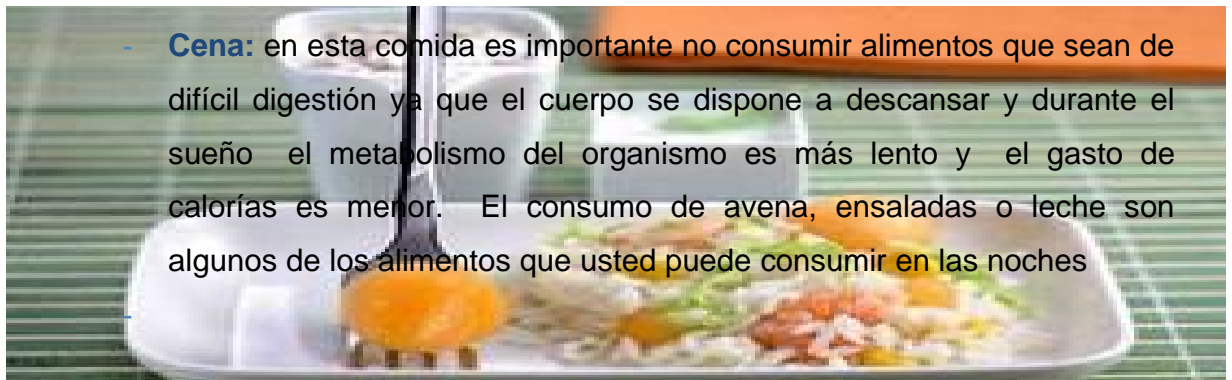 - Cena: en esta comida es importante no consumir alimentos que sean de
difícil digestión ya que el cuerpo se dispone a descansar y durante el
sueño el metabolismo del organismo es más lento y el gasto de
calorías es menor. El consumo de avena, ensaladas o leche son
algunos de los alimentos que usted puede consumir en las noches
-